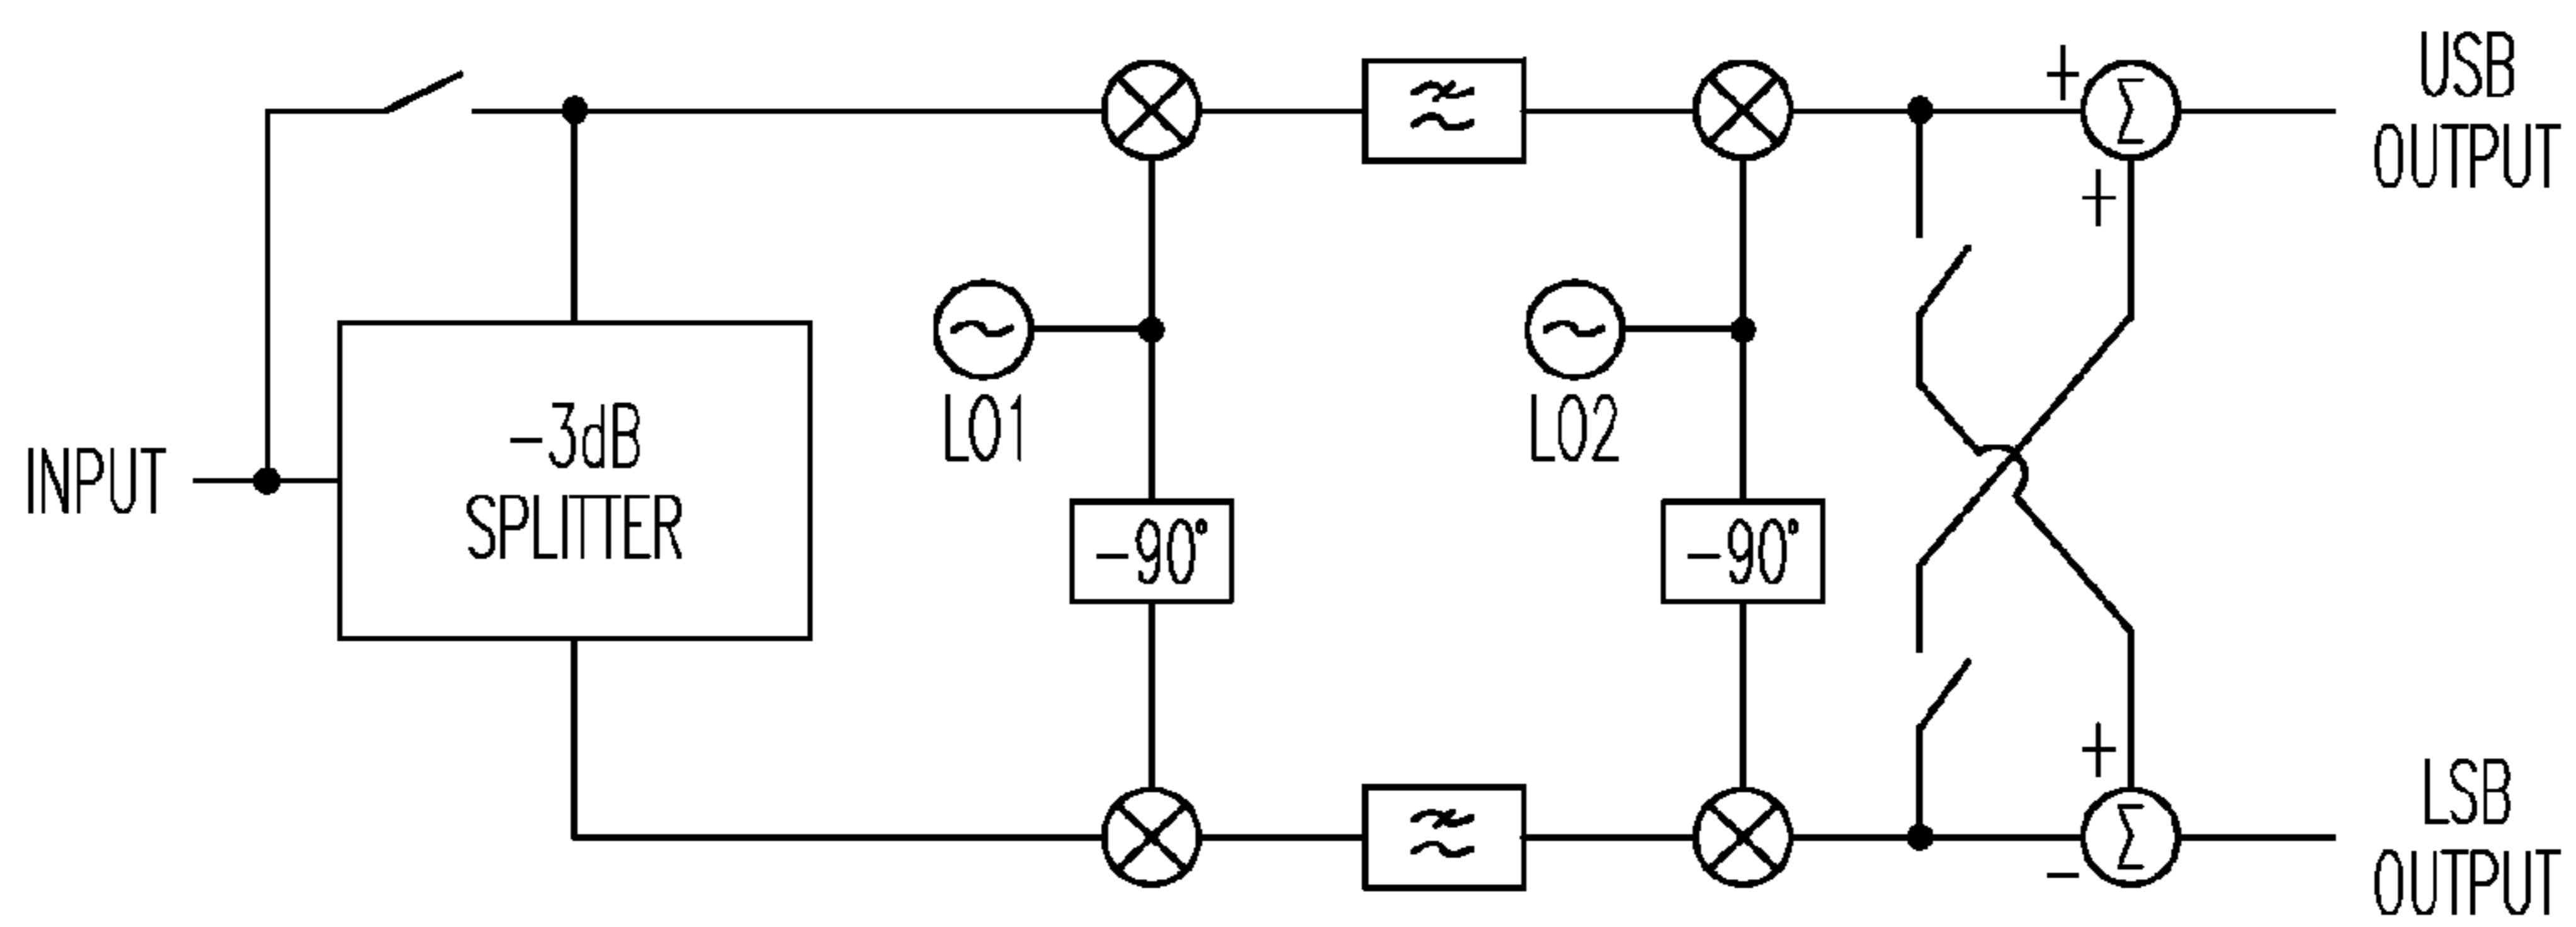 USB
OUTPUT
+
Σ
+
LO1
LO2
-3dB
SPLITTER
INPUT
-90°
-90°
+
Σ
-
LSB
OUTPUT